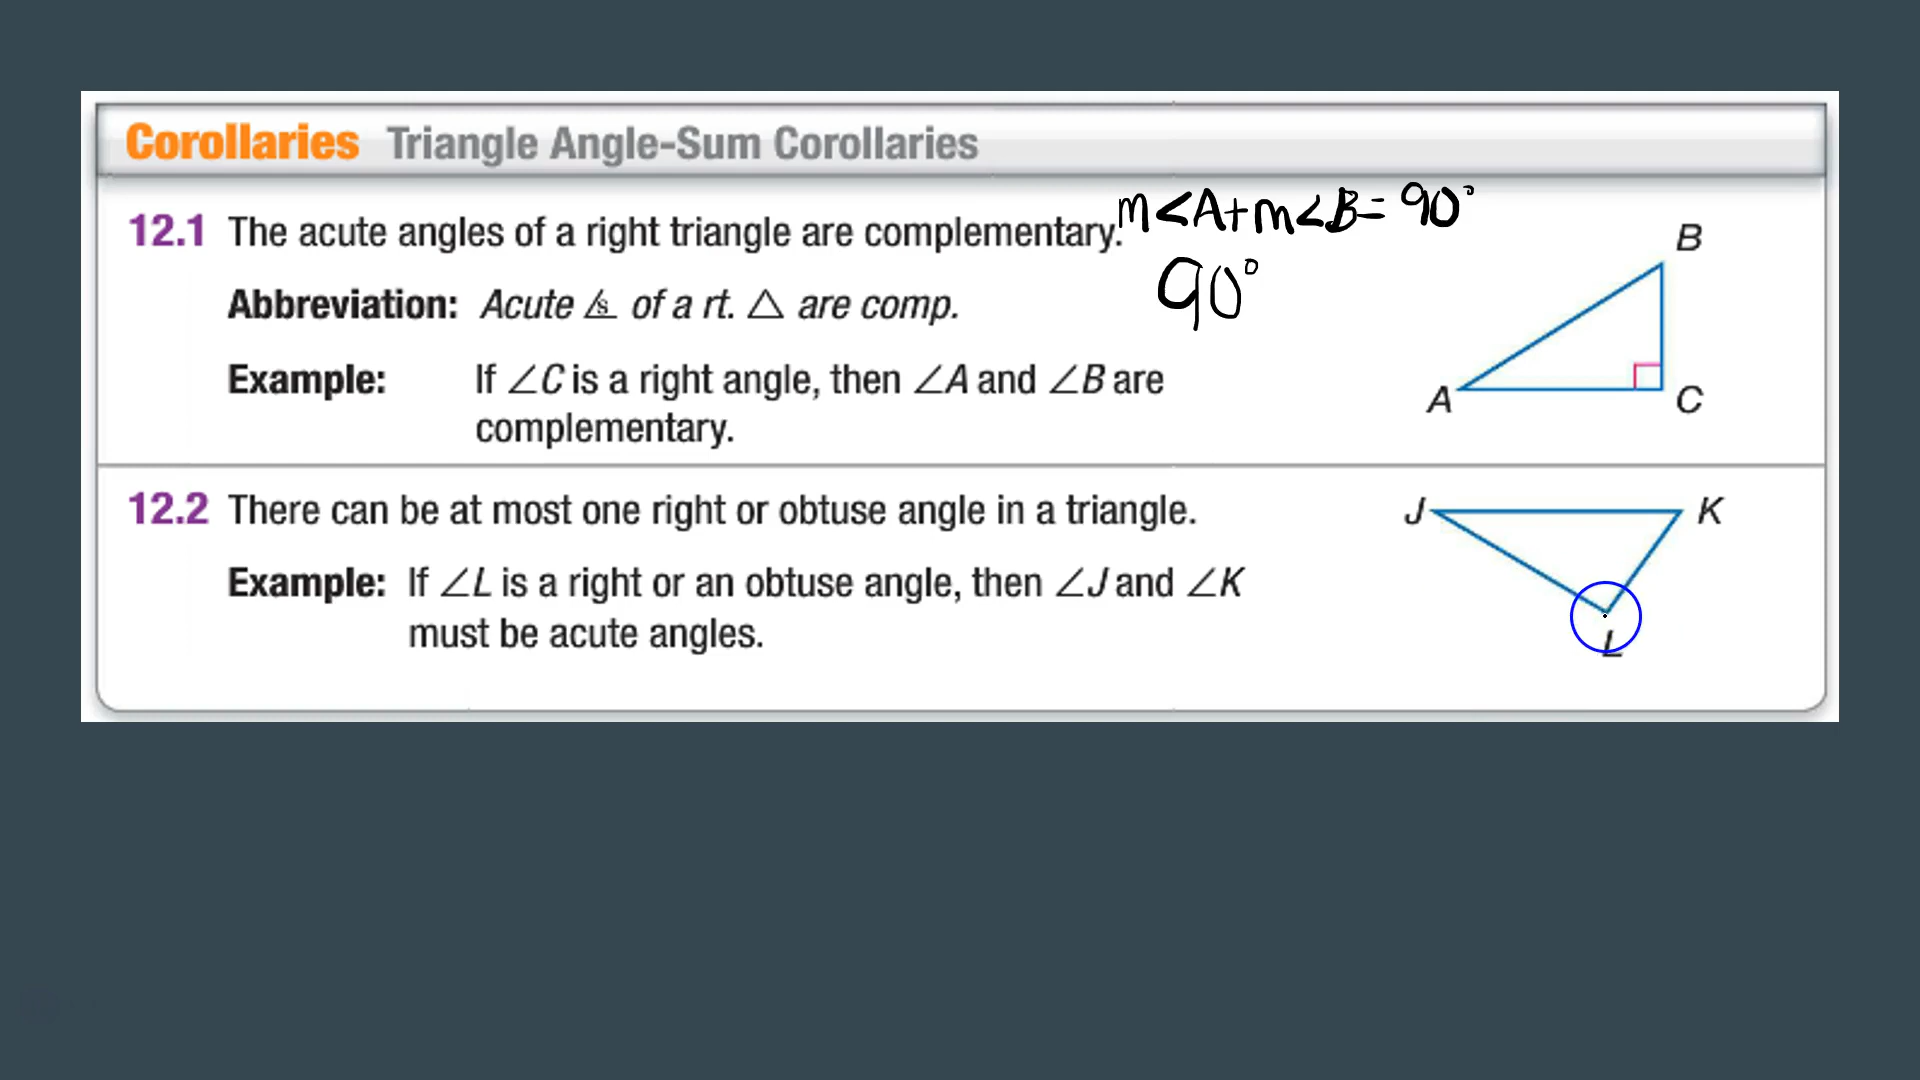 Corollaries Triangle Angle-Sum Corollaries
m<A+m<B=90°
12.1 The acute angles of a right triangle are complementary.
90°
Abbreviation: Acute ∠s of a rt. △ are comp.
Example: If ∠C is a right angle, then ∠A and ∠B are
complementary.
B
A
C
12.2 There can be at most one right or obtuse angle in a triangle.
Example: If ∠L is a right or an obtuse angle, then ∠J and ∠K
must be acute angles.
J
K
L